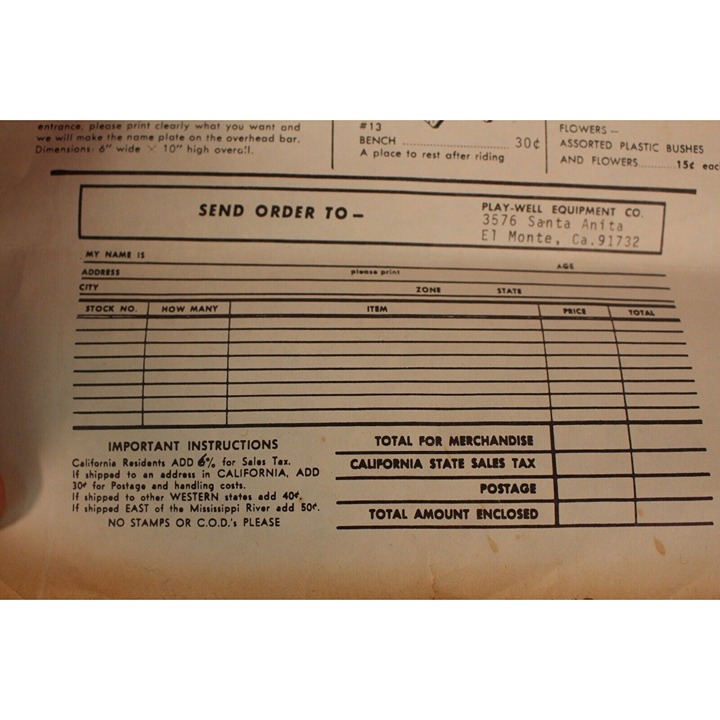 entrance, please print clearly what you want and
we will make the name plate on the overhead bar.
Dimensions: 6" wide × 10" high overall.
#13
BENCH ........................... 30¢
A place to rest after riding
FLOWERS —
ASSORTED PLASTIC BUSHES
AND FLOWERS.........15¢ eac
SEND ORDER TO —
PLAY-WELL EQUIPMENT CO.
3576 Santa Anita
El Monte, Ca.91732
MY NAME IS
AGE
ADDRESS
please print
CITY ZONE STATE
STOCK NO. HOW MANY ITEM PRICE TOTAL
IMPORTANT INSTRUCTIONS
California Residents ADD 6% for Sales Tax.
If shipped to an address in CALIFORNIA, ADD
30¢ for Postage and handling costs.
If shipped to other WESTERN states add 40¢.
If shipped EAST of the Mississippi River add 50¢.
NO STAMPS OR C.O.D.'s PLEASE
TOTAL FOR MERCHANDISE
CALIFORNIA STATE SALES TAX
POSTAGE
TOTAL AMOUNT ENCLOSED